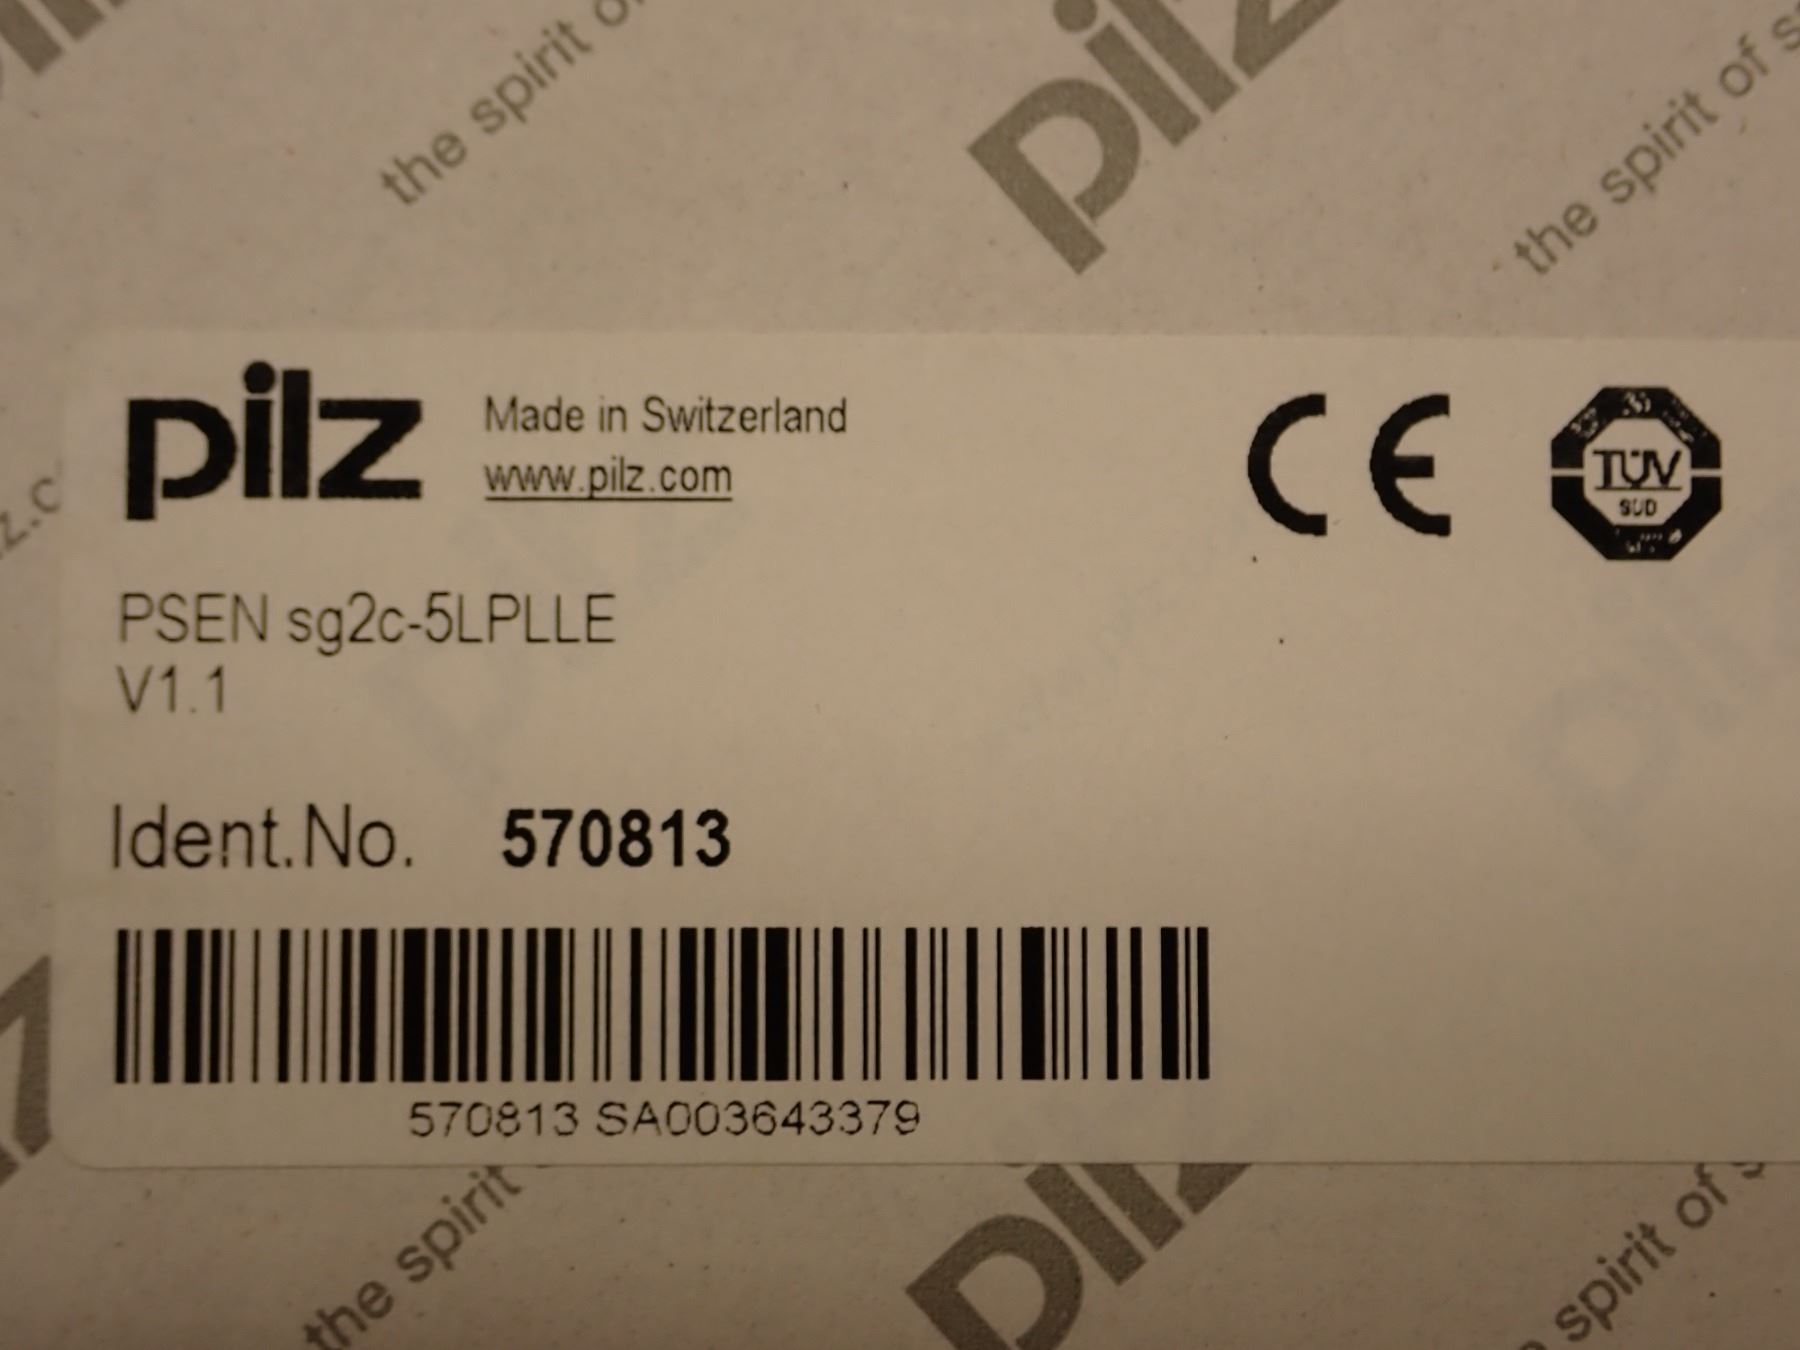 the spirit
pilz
the spirit of
pilz
Made in Switzerland
www.pilz.com
CE
TÜV
SÜD
PSEN sg2c-5LPLLE
V1.1
Ident.No. 570813
570813 SA003643379
the spirit
pilz
spirit of